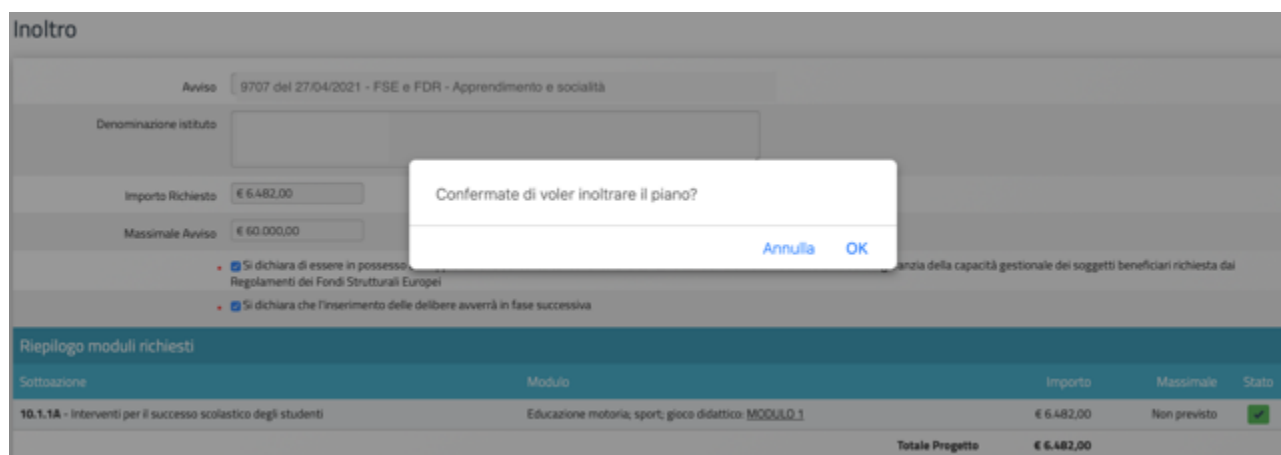 Inoltro
Avviso 9707 del 27/04/2021 - FSE e FDR - Apprendimento e socialità
Denominazione istituto
Importo Richiesto € 6.482,00
Massimale Avviso € 60.000,00
Confermate di voler inoltrare il piano?
Annulla OK
Si dichiara di essere in possesso anzia della capacità gestionale dei soggetti beneficiari richiesta dai
Regolamenti dei Fondi Strutturali Europei
Si dichiara che l'inserimento delle delibere avverrà in fase successiva
Riepilogo moduli richiesti
Sottoazione Modulo Importo Massimale Stato
10.1.1A - Interventi per il successo scolastico degli studenti Educazione motoria; sport; gioco didattico: MODULO 1 € 6.482,00 Non previsto
Totale Progetto € 6.482,00